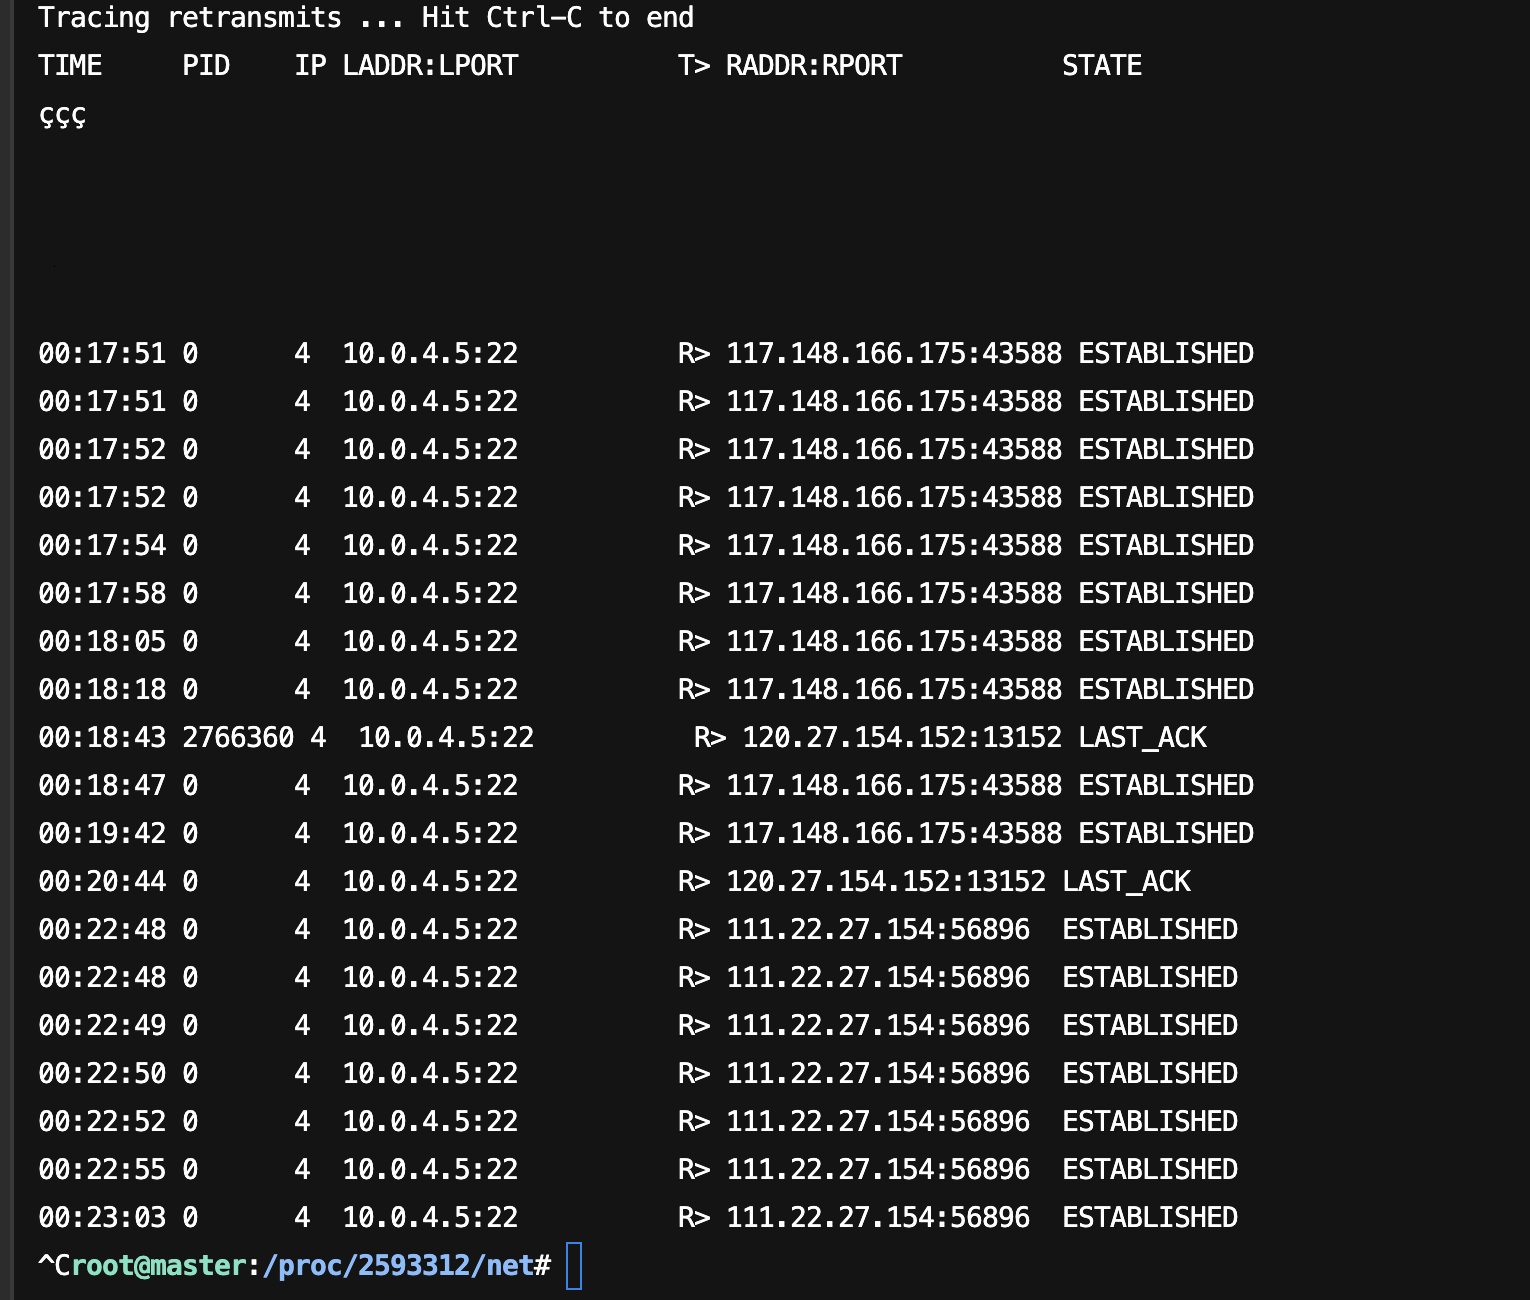 Tracing retransmits ... Hit Ctrl-C to end
TIME     PID    IP LADDR:LPORT          T> RADDR:RPORT          STATE
ççç
00:17:51 0      4  10.0.4.5:22          R> 117.148.166.175:43588 ESTABLISHED
00:17:51 0      4  10.0.4.5:22          R> 117.148.166.175:43588 ESTABLISHED
00:17:52 0      4  10.0.4.5:22          R> 117.148.166.175:43588 ESTABLISHED
00:17:52 0      4  10.0.4.5:22          R> 117.148.166.175:43588 ESTABLISHED
00:17:54 0      4  10.0.4.5:22          R> 117.148.166.175:43588 ESTABLISHED
00:17:58 0      4  10.0.4.5:22          R> 117.148.166.175:43588 ESTABLISHED
00:18:05 0      4  10.0.4.5:22          R> 117.148.166.175:43588 ESTABLISHED
00:18:18 0      4  10.0.4.5:22          R> 117.148.166.175:43588 ESTABLISHED
00:18:43 2766360 4  10.0.4.5:22          R> 120.27.154.152:13152 LAST_ACK
00:18:47 0      4  10.0.4.5:22          R> 117.148.166.175:43588 ESTABLISHED
00:19:42 0      4  10.0.4.5:22          R> 117.148.166.175:43588 ESTABLISHED
00:20:44 0      4  10.0.4.5:22          R> 120.27.154.152:13152 LAST_ACK
00:22:48 0      4  10.0.4.5:22          R> 111.22.27.154:56896  ESTABLISHED
00:22:48 0      4  10.0.4.5:22          R> 111.22.27.154:56896  ESTABLISHED
00:22:49 0      4  10.0.4.5:22          R> 111.22.27.154:56896  ESTABLISHED
00:22:50 0      4  10.0.4.5:22          R> 111.22.27.154:56896  ESTABLISHED
00:22:52 0      4  10.0.4.5:22          R> 111.22.27.154:56896  ESTABLISHED
00:22:55 0      4  10.0.4.5:22          R> 111.22.27.154:56896  ESTABLISHED
00:23:03 0      4  10.0.4.5:22          R> 111.22.27.154:56896  ESTABLISHED
^Croot@master:/proc/2593312/net#